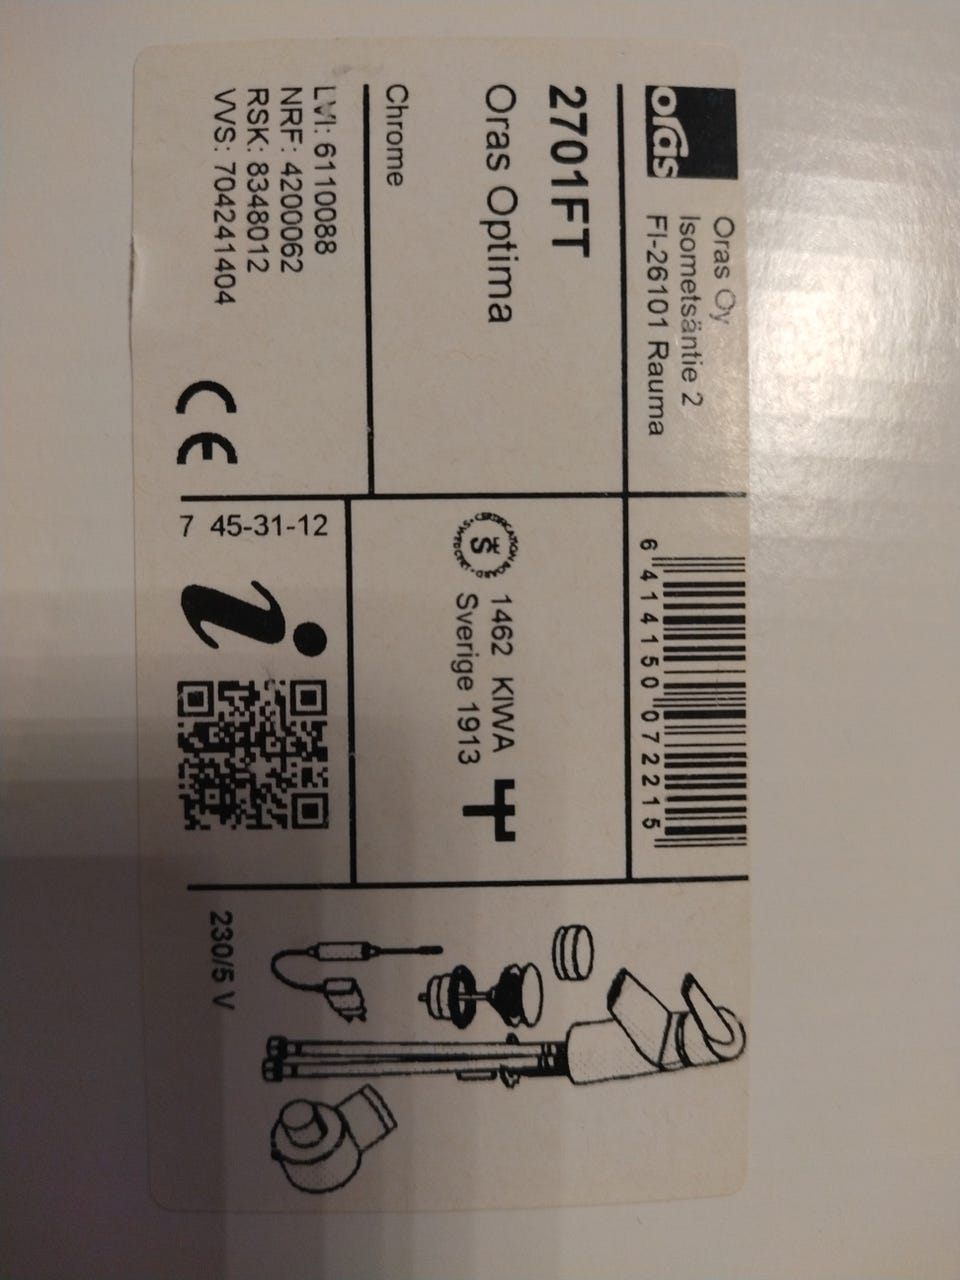 oras
Oras Oy
Isometsäntie 2
FI-26101 Rauma
6 414150 072215
2701FT
Oras Optima
1462 KIWA
Sverige 1913
Chrome
LVI: 6110088
NRF: 4200062
RSK: 8348012
VVS: 704241404
CE
7 45-31-12
i
230/5 V